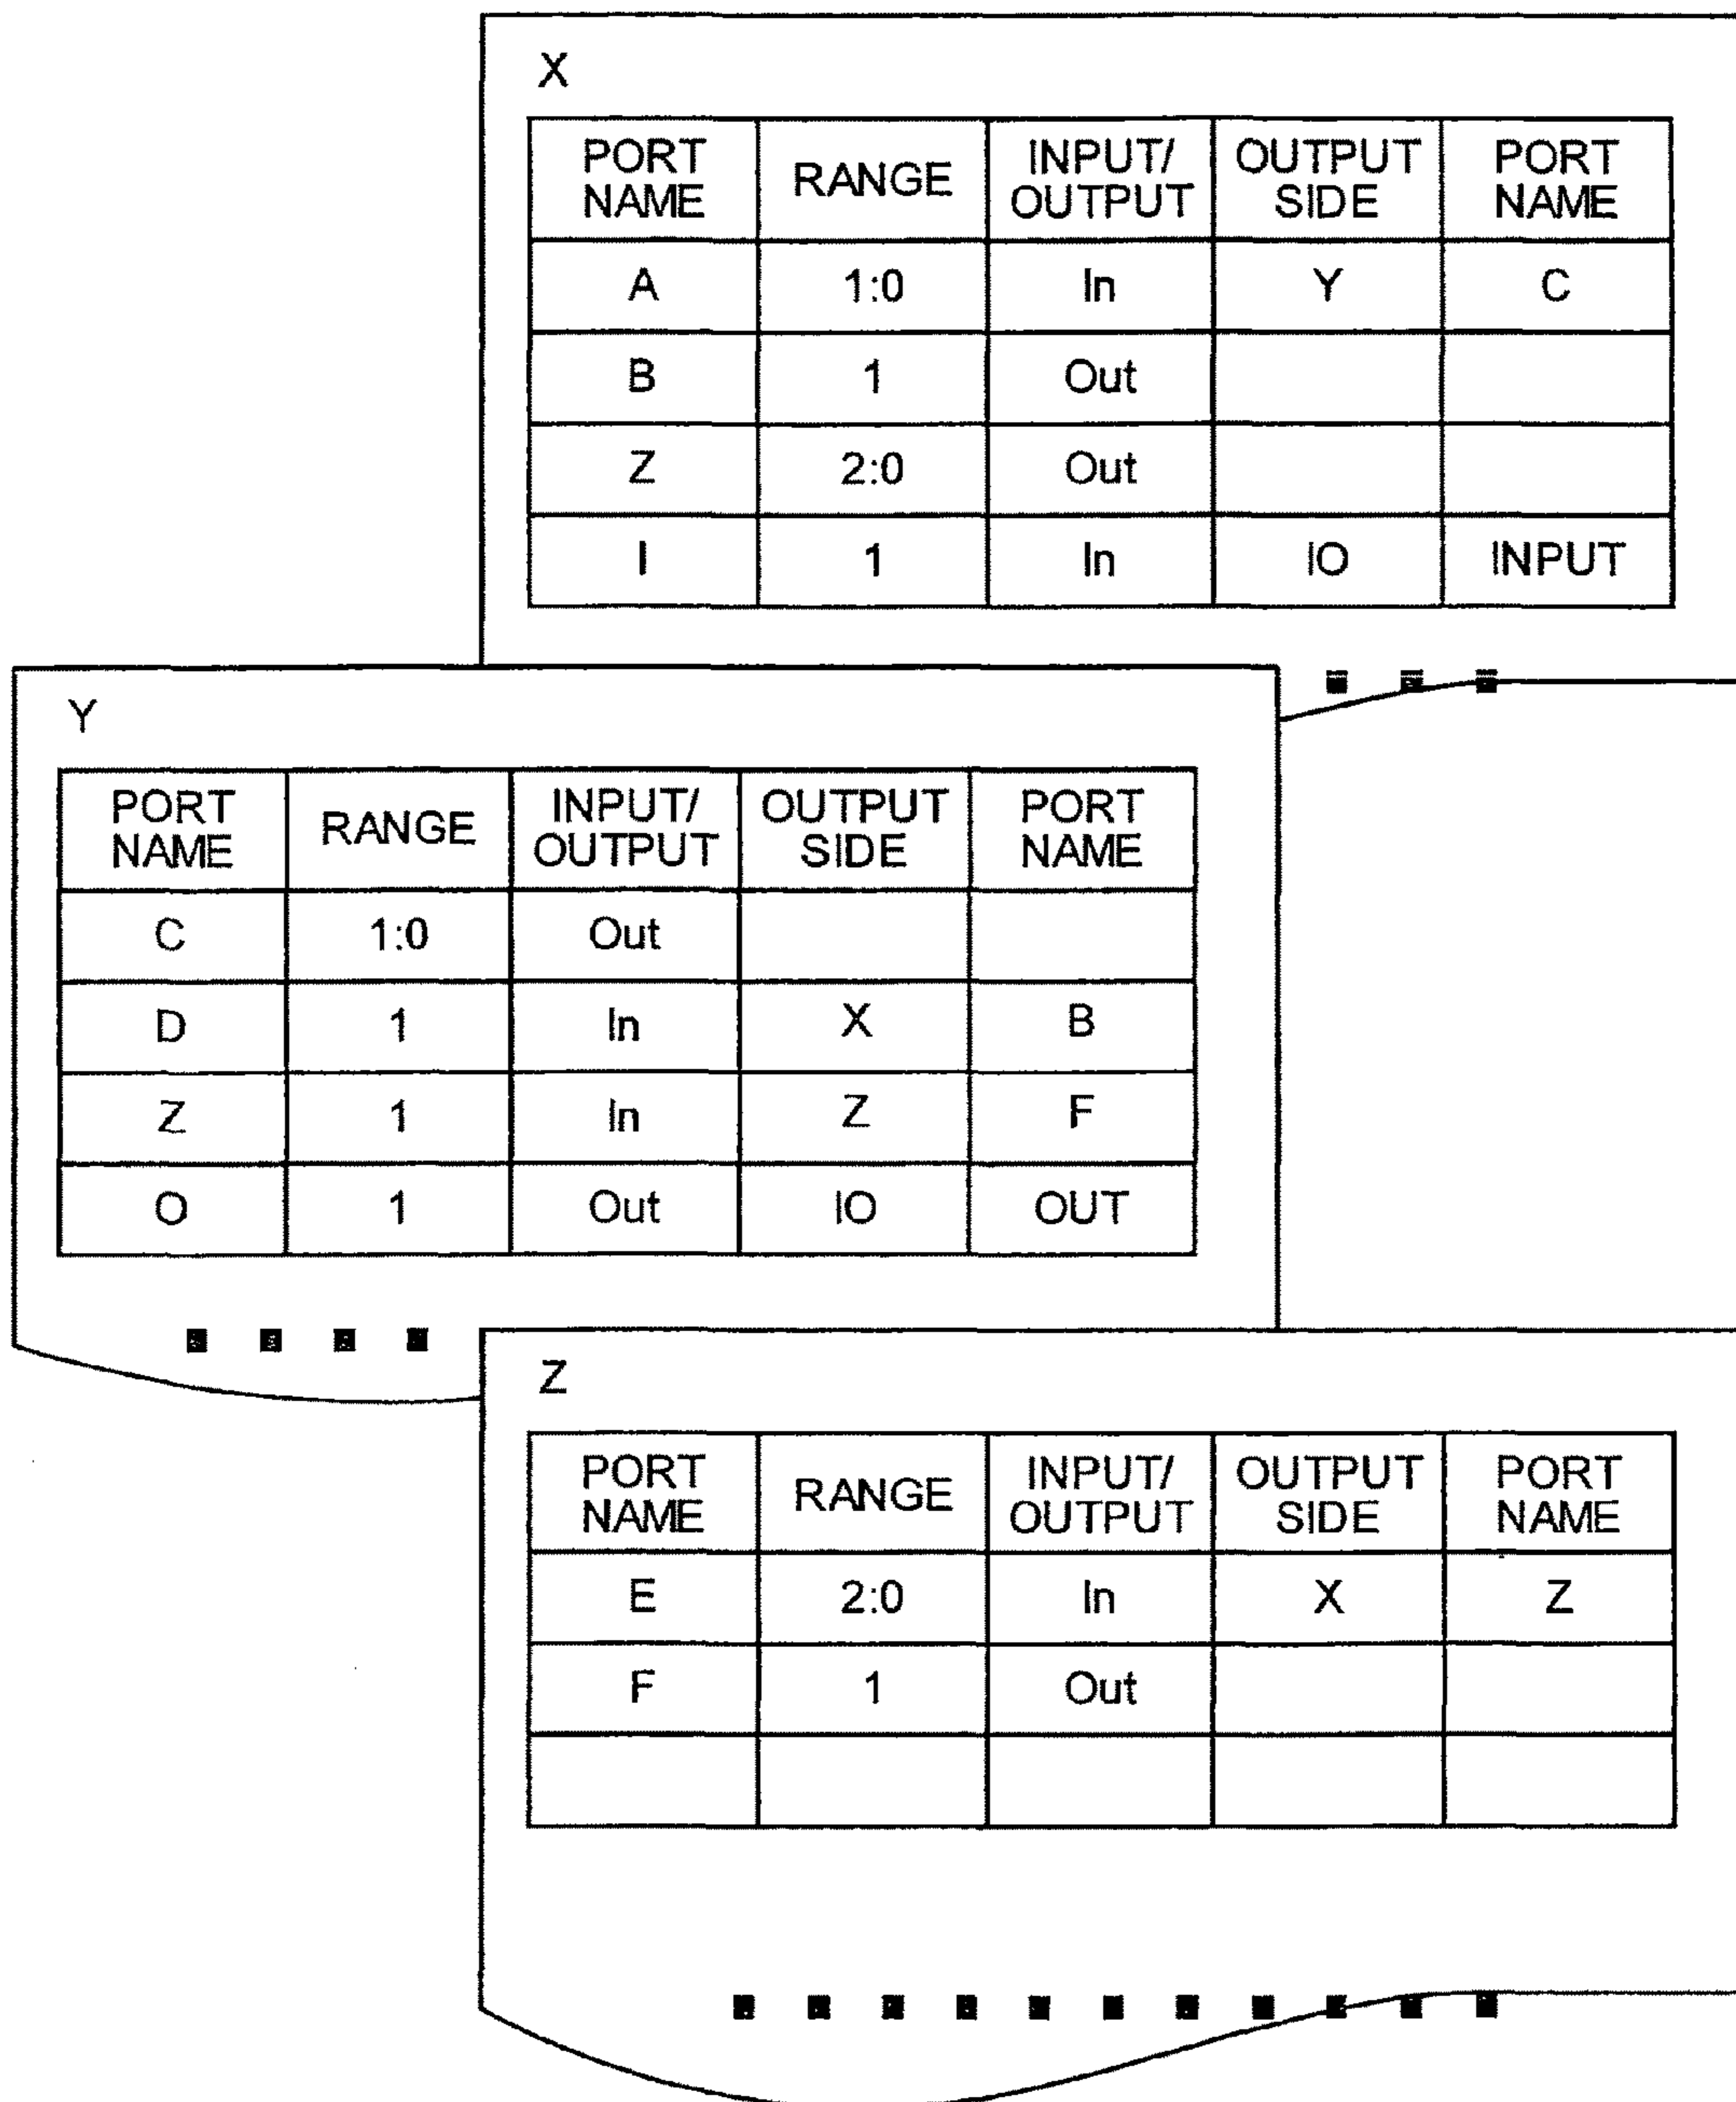 X
PORT NAME RANGE INPUT/ OUTPUT OUTPUT SIDE PORT NAME
A 1:0 In Y C
B 1 Out
Z 2:0 Out
I 1 In IO INPUT
Y
PORT NAME RANGE INPUT/ OUTPUT OUTPUT SIDE PORT NAME
C 1:0 Out
D 1 In X B
Z 1 In Z F
O 1 Out IO OUT
Z
PORT NAME RANGE INPUT/ OUTPUT OUTPUT SIDE PORT NAME
E 2:0 In X Z
F 1 Out